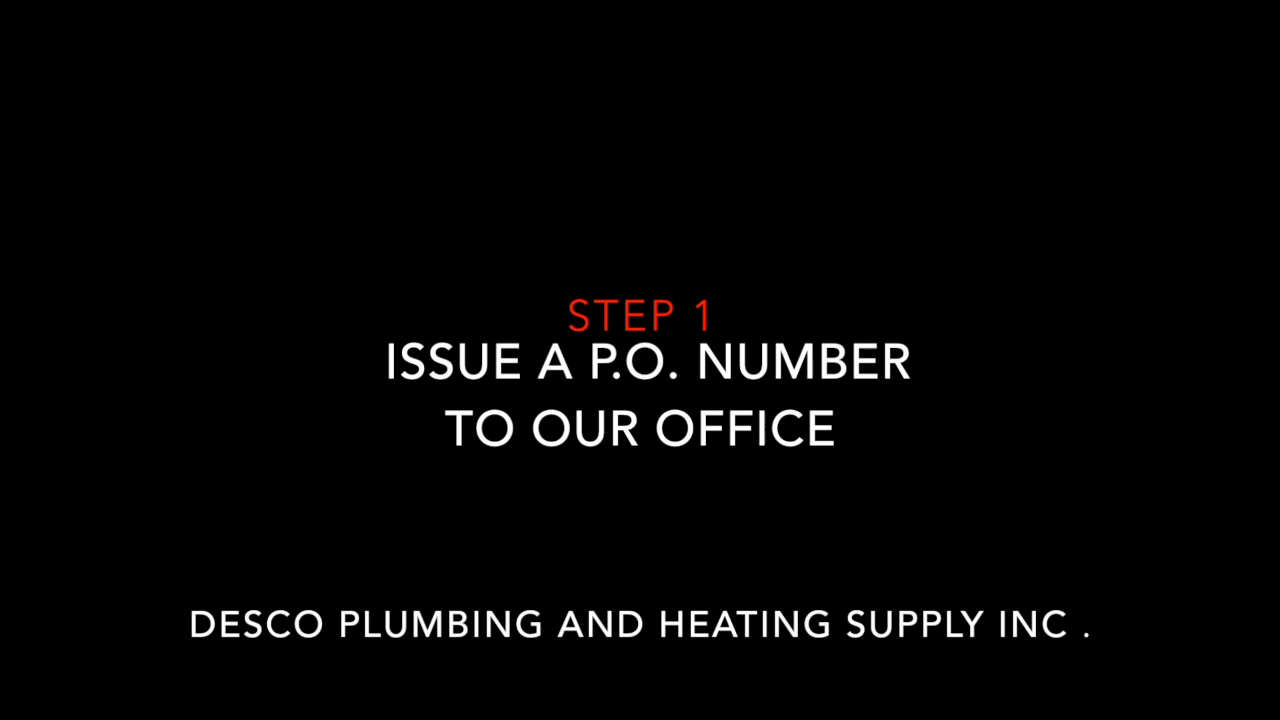 STEP 1
ISSUE A P.O. NUMBER
TO OUR OFFICE
DESCO PLUMBING AND HEATING SUPPLY INC .